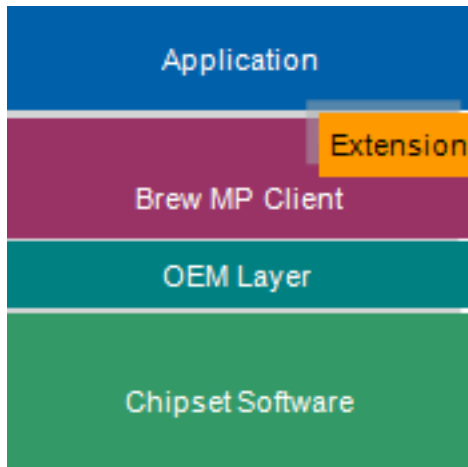 Application
Extension
Brew MP Client
OEM Layer
Chipset Software